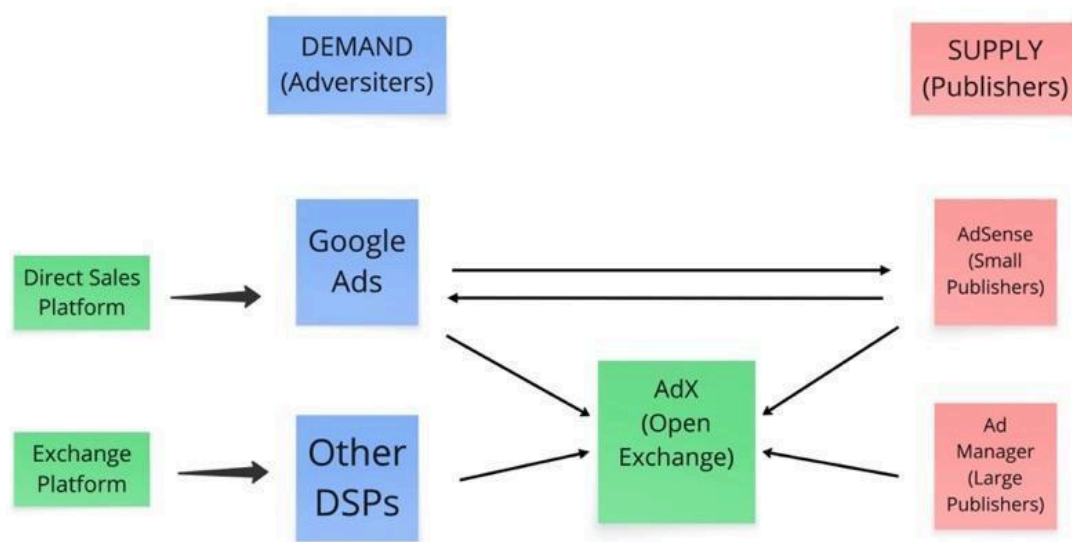 DEMAND
(Adversiters)
SUPPLY
(Publishers)
Direct Sales
Platform
Google
Ads
AdSense
(Small
Publishers)
Exchange
Platform
Other
DSPs
AdX
(Open
Exchange)
Ad
Manager
(Large
Publishers)